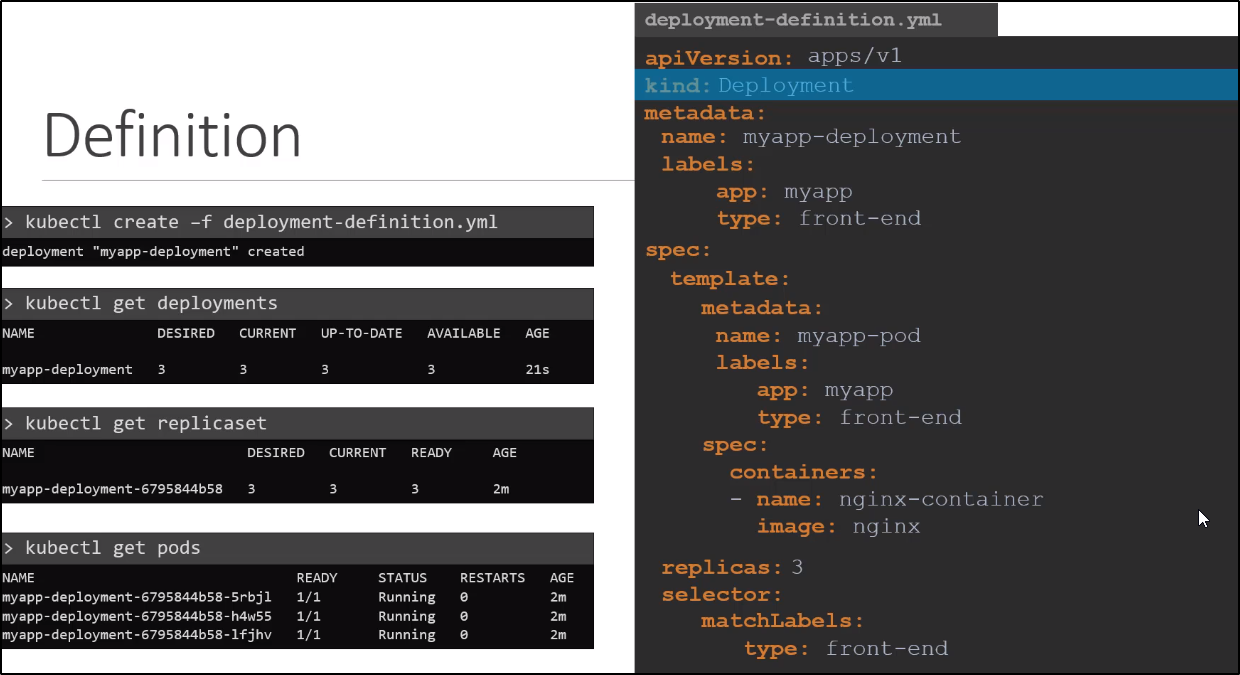 Definition
> kubectl create –f deployment-definition.yml
deployment "myapp-deployment" created
> kubectl get deployments
NAME DESIRED CURRENT UP-TO-DATE AVAILABLE AGE
myapp-deployment 3 3 3 3 21s
> kubectl get replicaset
NAME DESIRED CURRENT READY AGE
myapp-deployment-6795844b58 3 3 3 2m
> kubectl get pods
NAME READY STATUS RESTARTS AGE
myapp-deployment-6795844b58-5rbjl 1/1 Running 0 2m
myapp-deployment-6795844b58-h4w55 1/1 Running 0 2m
myapp-deployment-6795844b58-lfjhv 1/1 Running 0 2m
deployment-definition.yml
apiVersion: apps/v1
kind: Deployment
metadata:
  name: myapp-deployment
  labels:
      app: myapp
      type: front-end
spec:
  template:
    metadata:
      name: myapp-pod
      labels:
        app: myapp
        type: front-end
    spec:
      containers:
      - name: nginx-container
        image: nginx
  replicas: 3
  selector:
    matchLabels:
       type: front-end